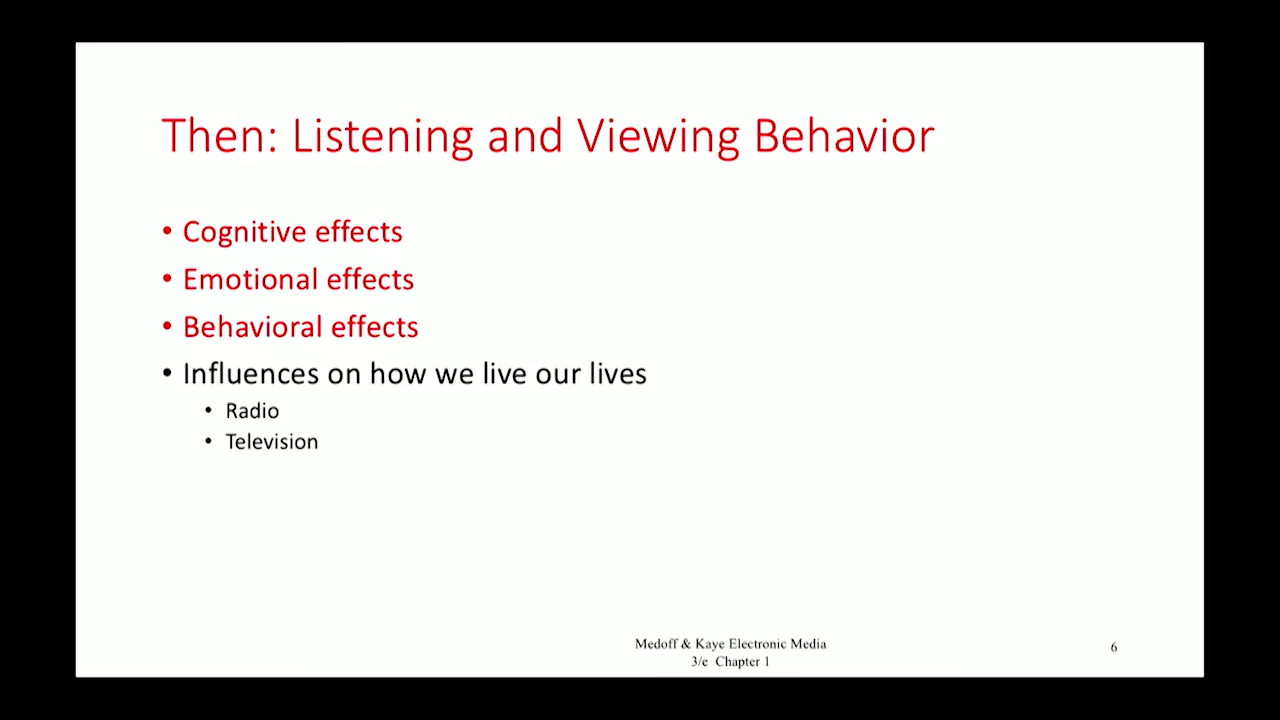 Then: Listening and Viewing Behavior
• Cognitive effects
• Emotional effects
• Behavioral effects
• Influences on how we live our lives
• Radio
• Television
Medoff & Kaye Electronic Media
3/e Chapter 1
6